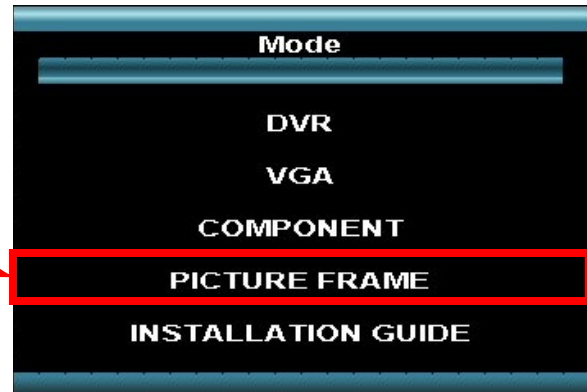 Mode
DVR
VGA
COMPONENT
PICTURE FRAME
INSTALLATION GUIDE